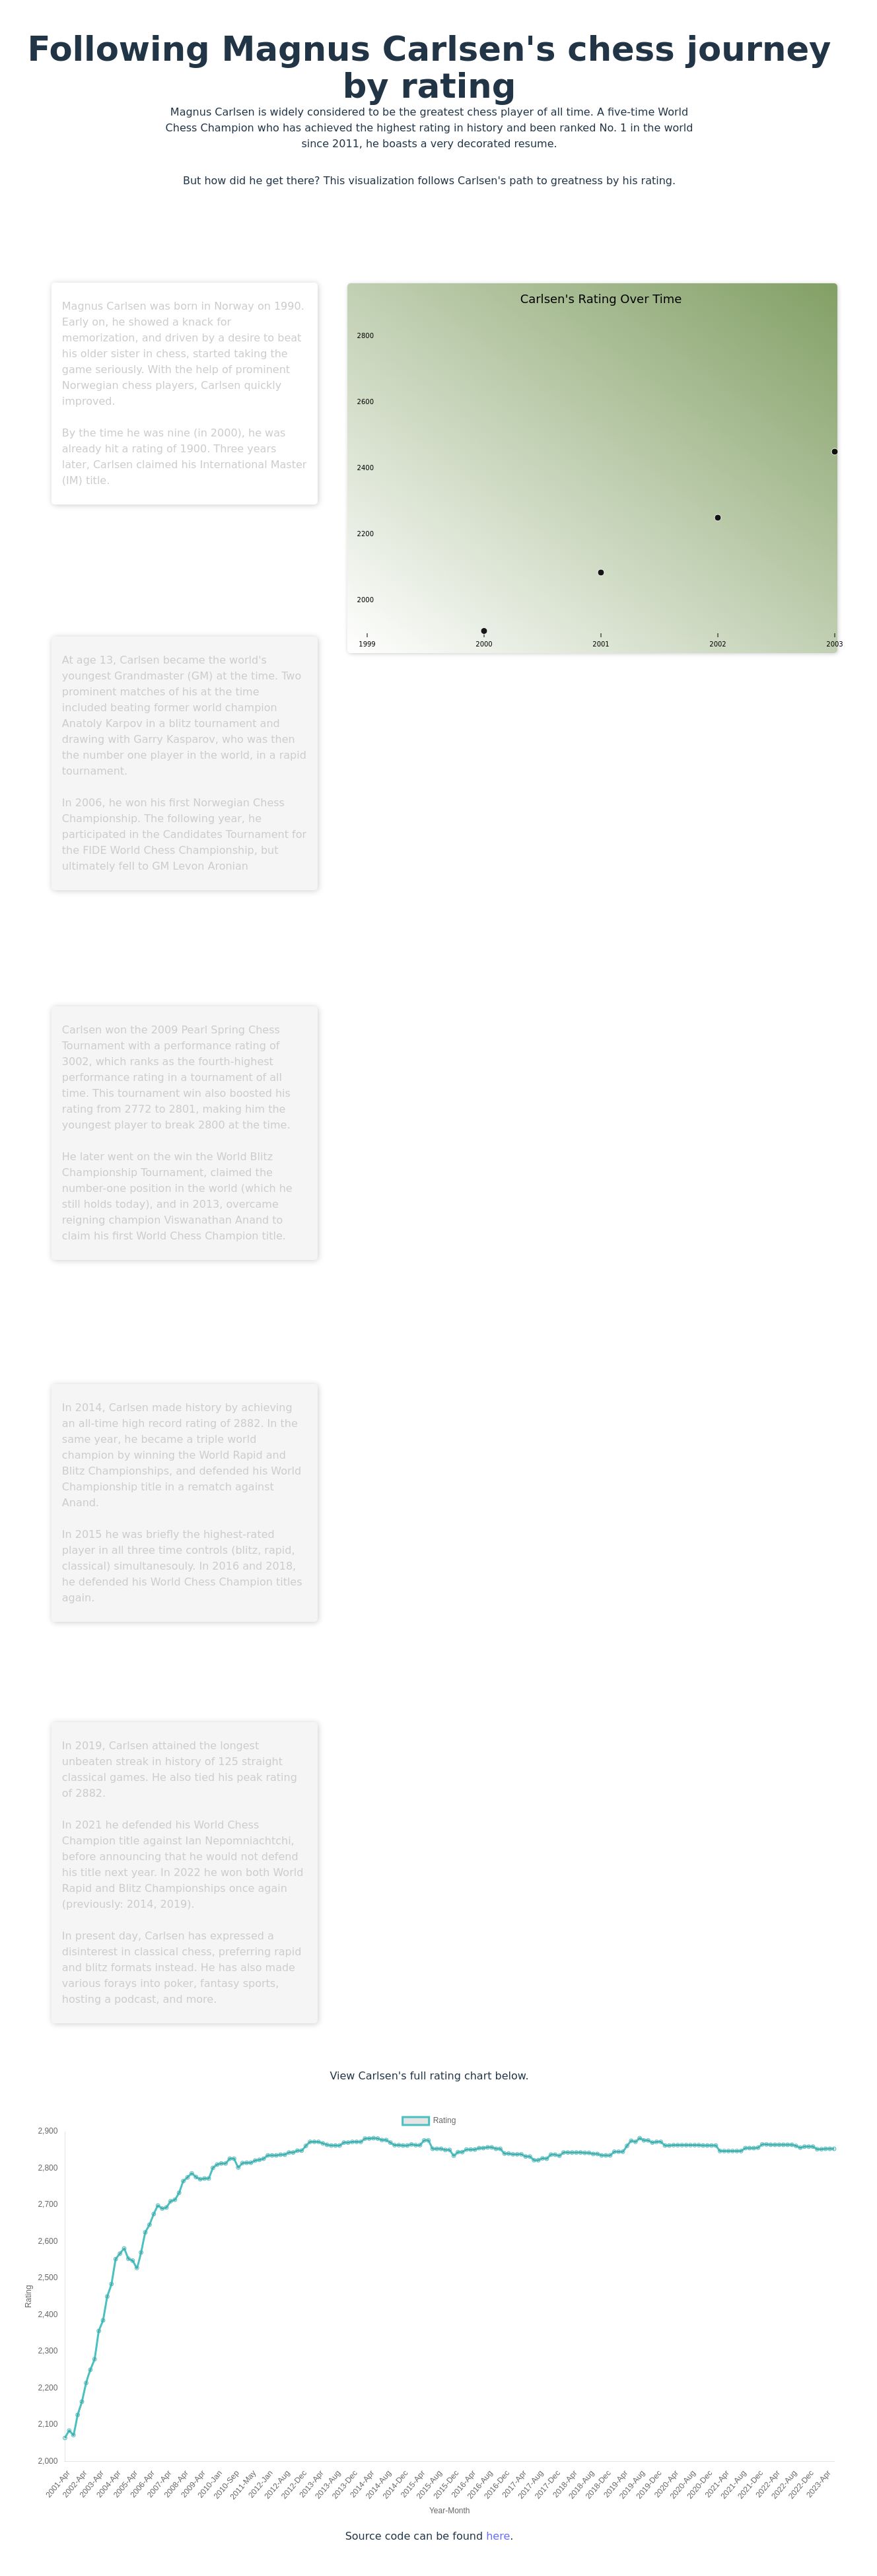 Following Magnus Carlsen's chess journey
by rating
Magnus Carlsen is widely considered to be the greatest chess player of all time. A five-time World
Chess Champion who has achieved the highest rating in history and been ranked No. 1 in the world
since 2011, he boasts a very decorated resume.
But how did he get there? This visualization follows Carlsen's path to greatness by his rating.
Magnus Carlsen was born in Norway on 1990.
Early on, he showed a knack for
memorization, and driven by a desire to beat
his older sister in chess, started taking the
game seriously. With the help of prominent
Norwegian chess players, Carlsen quickly
improved.
By the time he was nine (in 2000), he was
already hit a rating of 1900. Three years
later, Carlsen claimed his International Master
(IM) title.
Carlsen's Rating Over Time
2800
2600
2400
2200
2000
1999 2000 2001 2002 2003
At age 13, Carlsen became the world's
youngest Grandmaster (GM) at the time. Two
prominent matches of his at the time
included beating former world champion
Anatoly Karpov in a blitz tournament and
drawing with Garry Kasparov, who was then
the number one player in the world, in a rapid
tournament.
In 2006, he won his first Norwegian Chess
Championship. The following year, he
participated in the Candidates Tournament for
the FIDE World Chess Championship, but
ultimately fell to GM Levon Aronian
Carlsen won the 2009 Pearl Spring Chess
Tournament with a performance rating of
3002, which ranks as the fourth-highest
performance rating in a tournament of all
time. This tournament win also boosted his
rating from 2772 to 2801, making him the
youngest player to break 2800 at the time.
He later went on the win the World Blitz
Championship Tournament, claimed the
number-one position in the world (which he
still holds today), and in 2013, overcame
reigning champion Viswanathan Anand to
claim his first World Chess Champion title.
In 2014, Carlsen made history by achieving
an all-time high record rating of 2882. In the
same year, he became a triple world
champion by winning the World Rapid and
Blitz Championships, and defended his World
Championship title in a rematch against
Anand.
In 2015 he was briefly the highest-rated
player in all three time controls (blitz, rapid,
classical) simultanesouly. In 2016 and 2018,
he defended his World Chess Champion titles
again.
In 2019, Carlsen attained the longest
unbeaten streak in history of 125 straight
classical games. He also tied his peak rating
of 2882.
In 2021 he defended his World Chess
Champion title against Ian Nepomniachtchi,
before announcing that he would not defend
his title next year. In 2022 he won both World
Rapid and Blitz Championships once again
(previously: 2014, 2019).
In present day, Carlsen has expressed a
disinterest in classical chess, preferring rapid
and blitz formats instead. He has also made
various forays into poker, fantasy sports,
hosting a podcast, and more.
View Carlsen's full rating chart below.
Rating
2,900
2,800
2,700
2,600
2,500
2,400
2,300
2,200
2,100
2,000
Rating
2001-Apr 2002-Apr 2003-Apr 2004-Apr 2005-Apr 2006-Apr 2007-Apr 2008-Apr 2009-Apr 2010-Jan 2010-Sep 2011-May 2012-Jan 2012-Aug 2012-Dec 2013-Apr 2013-Aug 2013-Dec 2014-Apr 2014-Aug 2014-Dec 2015-Apr 2015-Aug 2015-Dec 2016-Apr 2016-Aug 2016-Dec 2017-Apr 2017-Aug 2017-Dec 2018-Apr 2018-Aug 2018-Dec 2019-Apr 2019-Aug 2019-Dec 2020-Apr 2020-Aug 2020-Dec 2021-Apr 2021-Aug 2021-Dec 2022-Apr 2022-Aug 2022-Dec 2023-Apr
Year-Month
Source code can be found here.